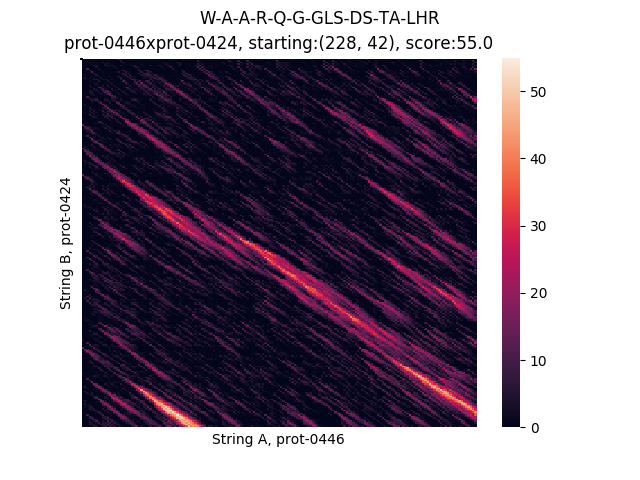 W-A-A-R-Q-G-GLS-DS-TA-LHR
prot-0446xprot-0424, starting:(228, 42), score:55.0
String B, prot-0424
String A, prot-0446
50
40
30
20
10
0